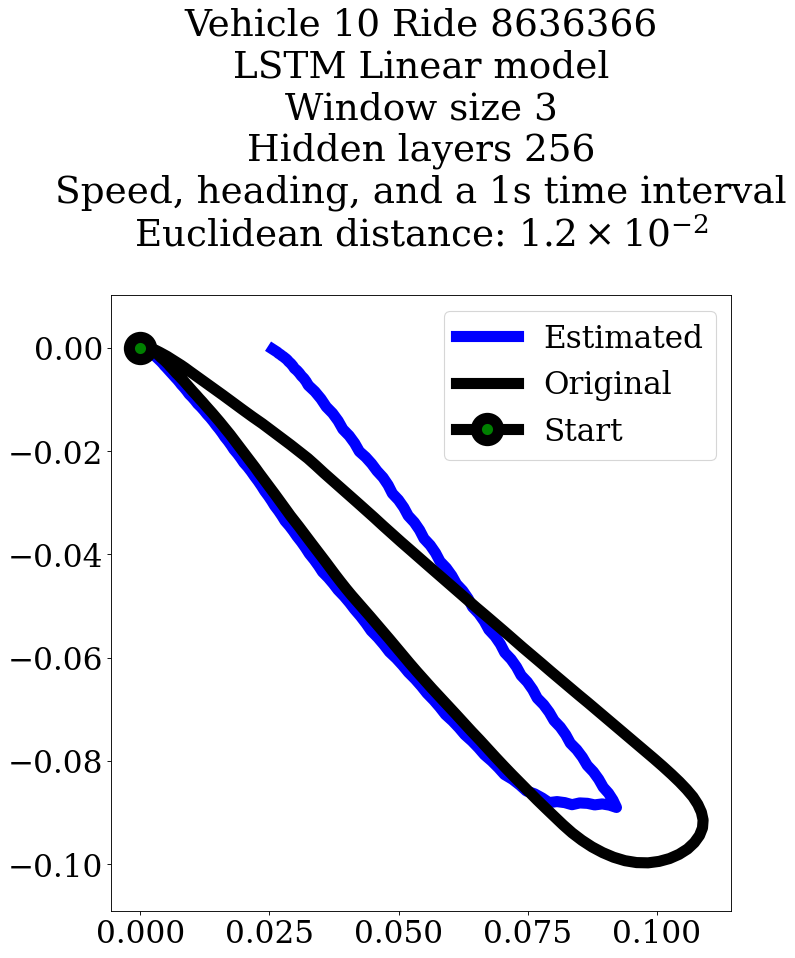 Vehicle 10 Ride 8636366
LSTM Linear model
Window size 3
Hidden layers 256
Speed, heading, and a 1s time interval
Euclidean distance: 1.2 × 10⁻²
Estimated
Original
Start
0.00
−0.02
−0.04
−0.06
−0.08
−0.10
0.000 0.025 0.050 0.075 0.100